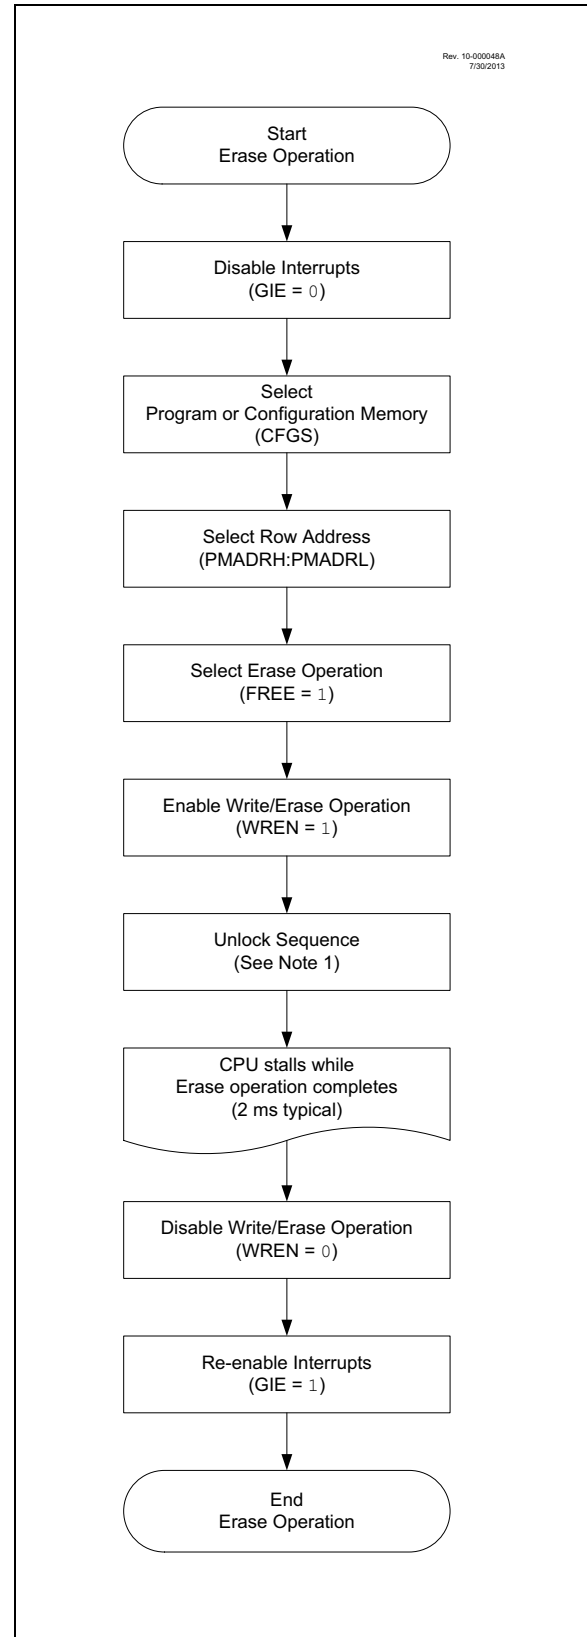 Rev. 10-000048A
7/30/2013
Start
Erase Operation
Disable Interrupts
(GIE = 0)
Select
Program or Configuration Memory
(CFGS)
Select Row Address
(PMADRH:PMADRL)
Select Erase Operation
(FREE = 1)
Enable Write/Erase Operation
(WREN = 1)
Unlock Sequence
(See Note 1)
CPU stalls while
Erase operation completes
(2 ms typical)
Disable Write/Erase Operation
(WREN = 0)
Re-enable Interrupts
(GIE = 1)
End
Erase Operation